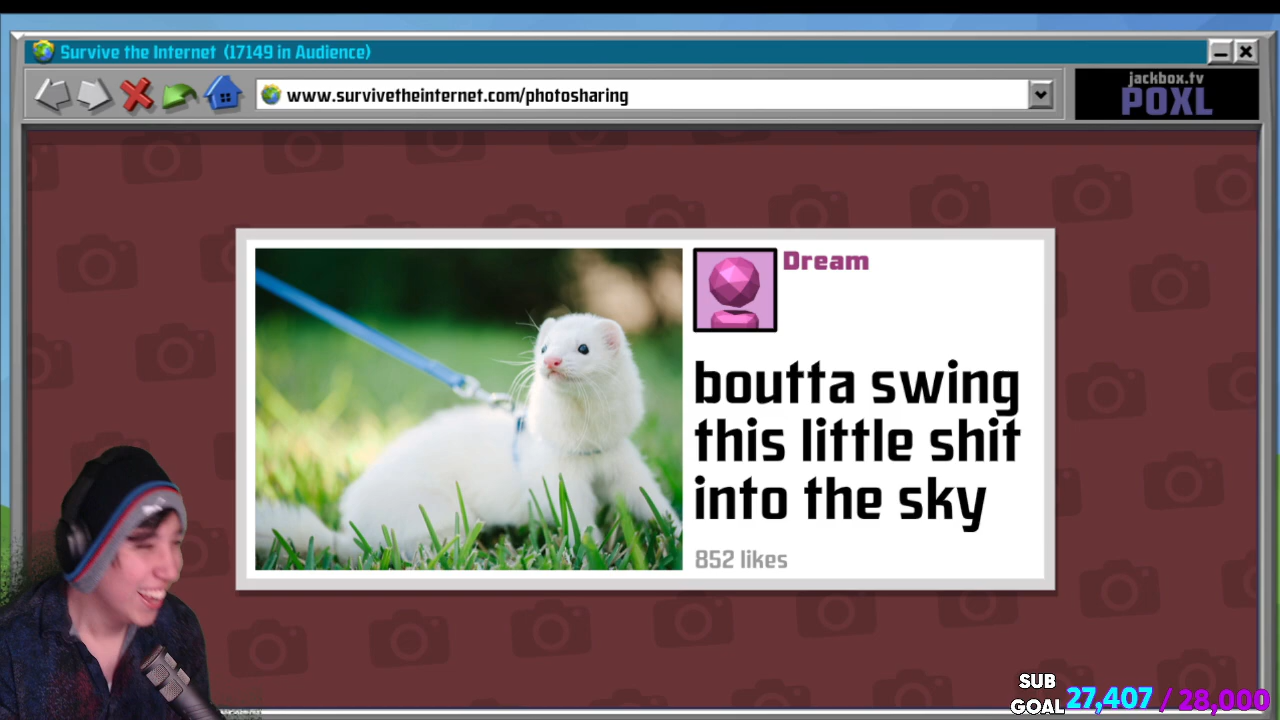 Survive the Internet (17149 in Audience)
www.survivetheinternet.com/photosharing
jackbox.tv
POXL
Dream
boutta swing
this little shit
into the sky
852 likes
SUB
GOAL 27,407 / 28,000